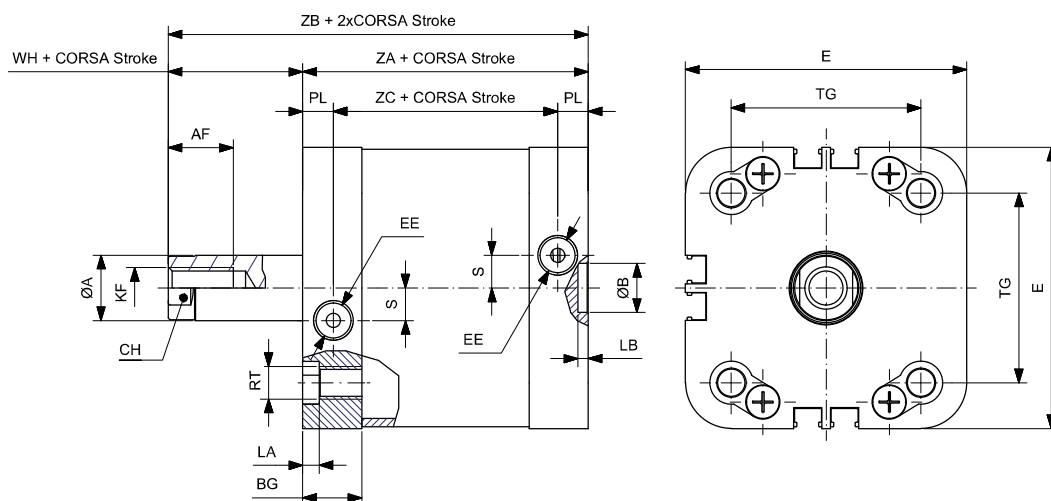 ZB + 2xCORSA Stroke
WH + CORSA Stroke
ZA + CORSA Stroke
E
PL
ZC + CORSA Stroke
PL
TG
AF
EE
S
ØA
KF
S
ØB
TG
E
CH
EE
LB
RT
LA
BG